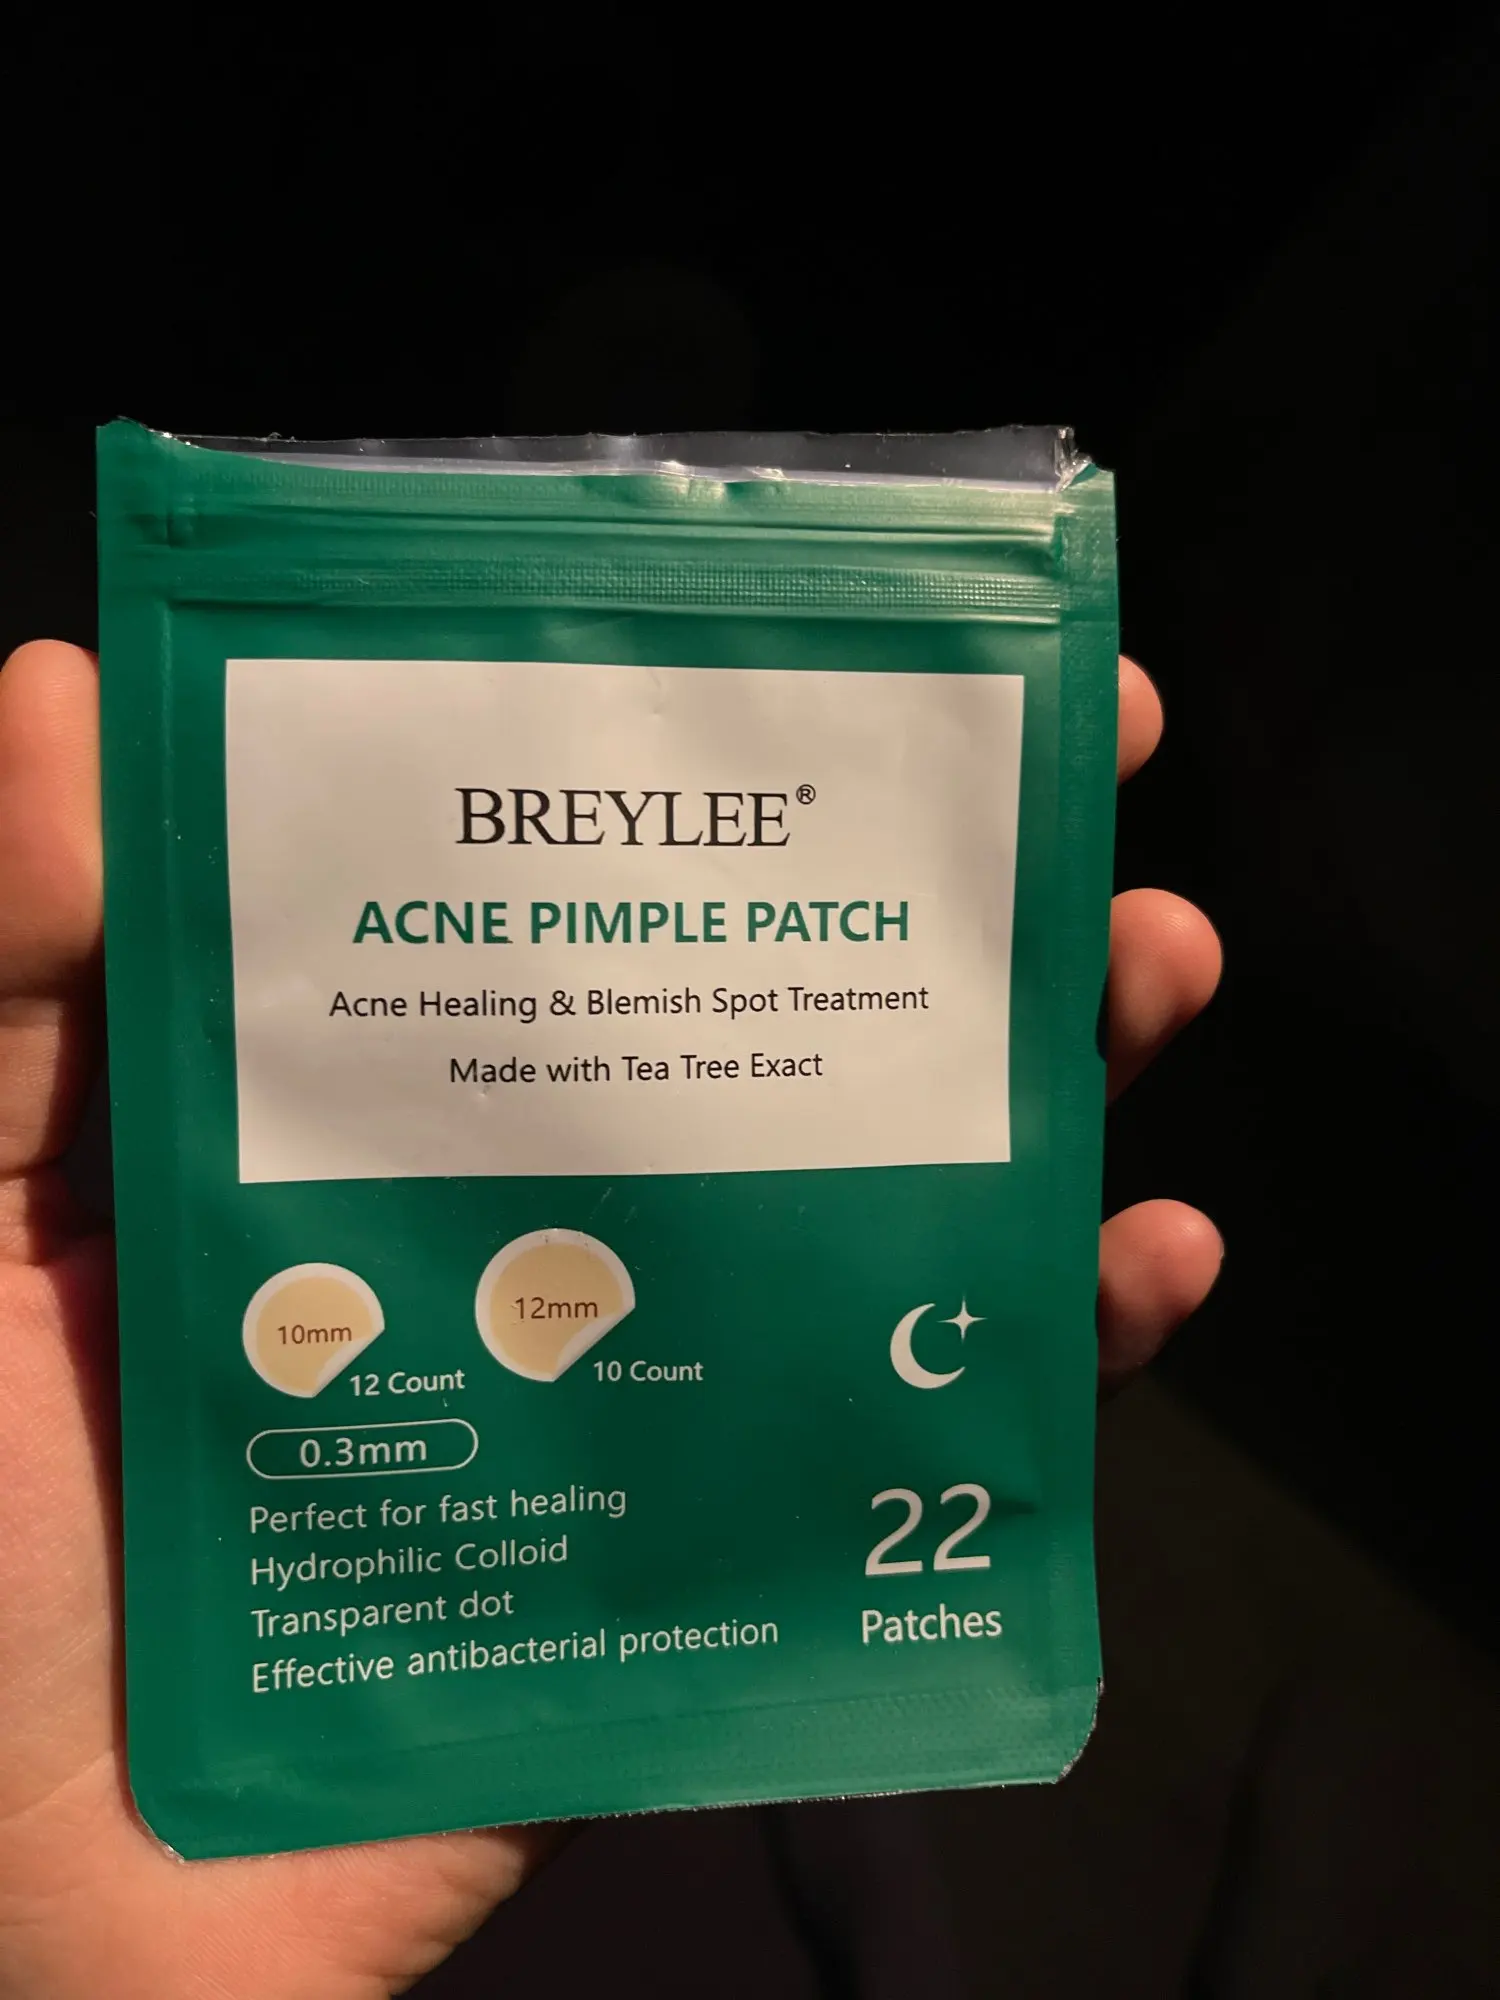 BREYLEE®
ACNE PIMPLE PATCH
Acne Healing & Blemish Spot Treatment
Made with Tea Tree Exact
10mm
12 Count
12mm
10 Count
0.3mm
Perfect for fast healing
Hydrophilic Colloid
Transparent dot
Effective antibacterial protection
22
Patches